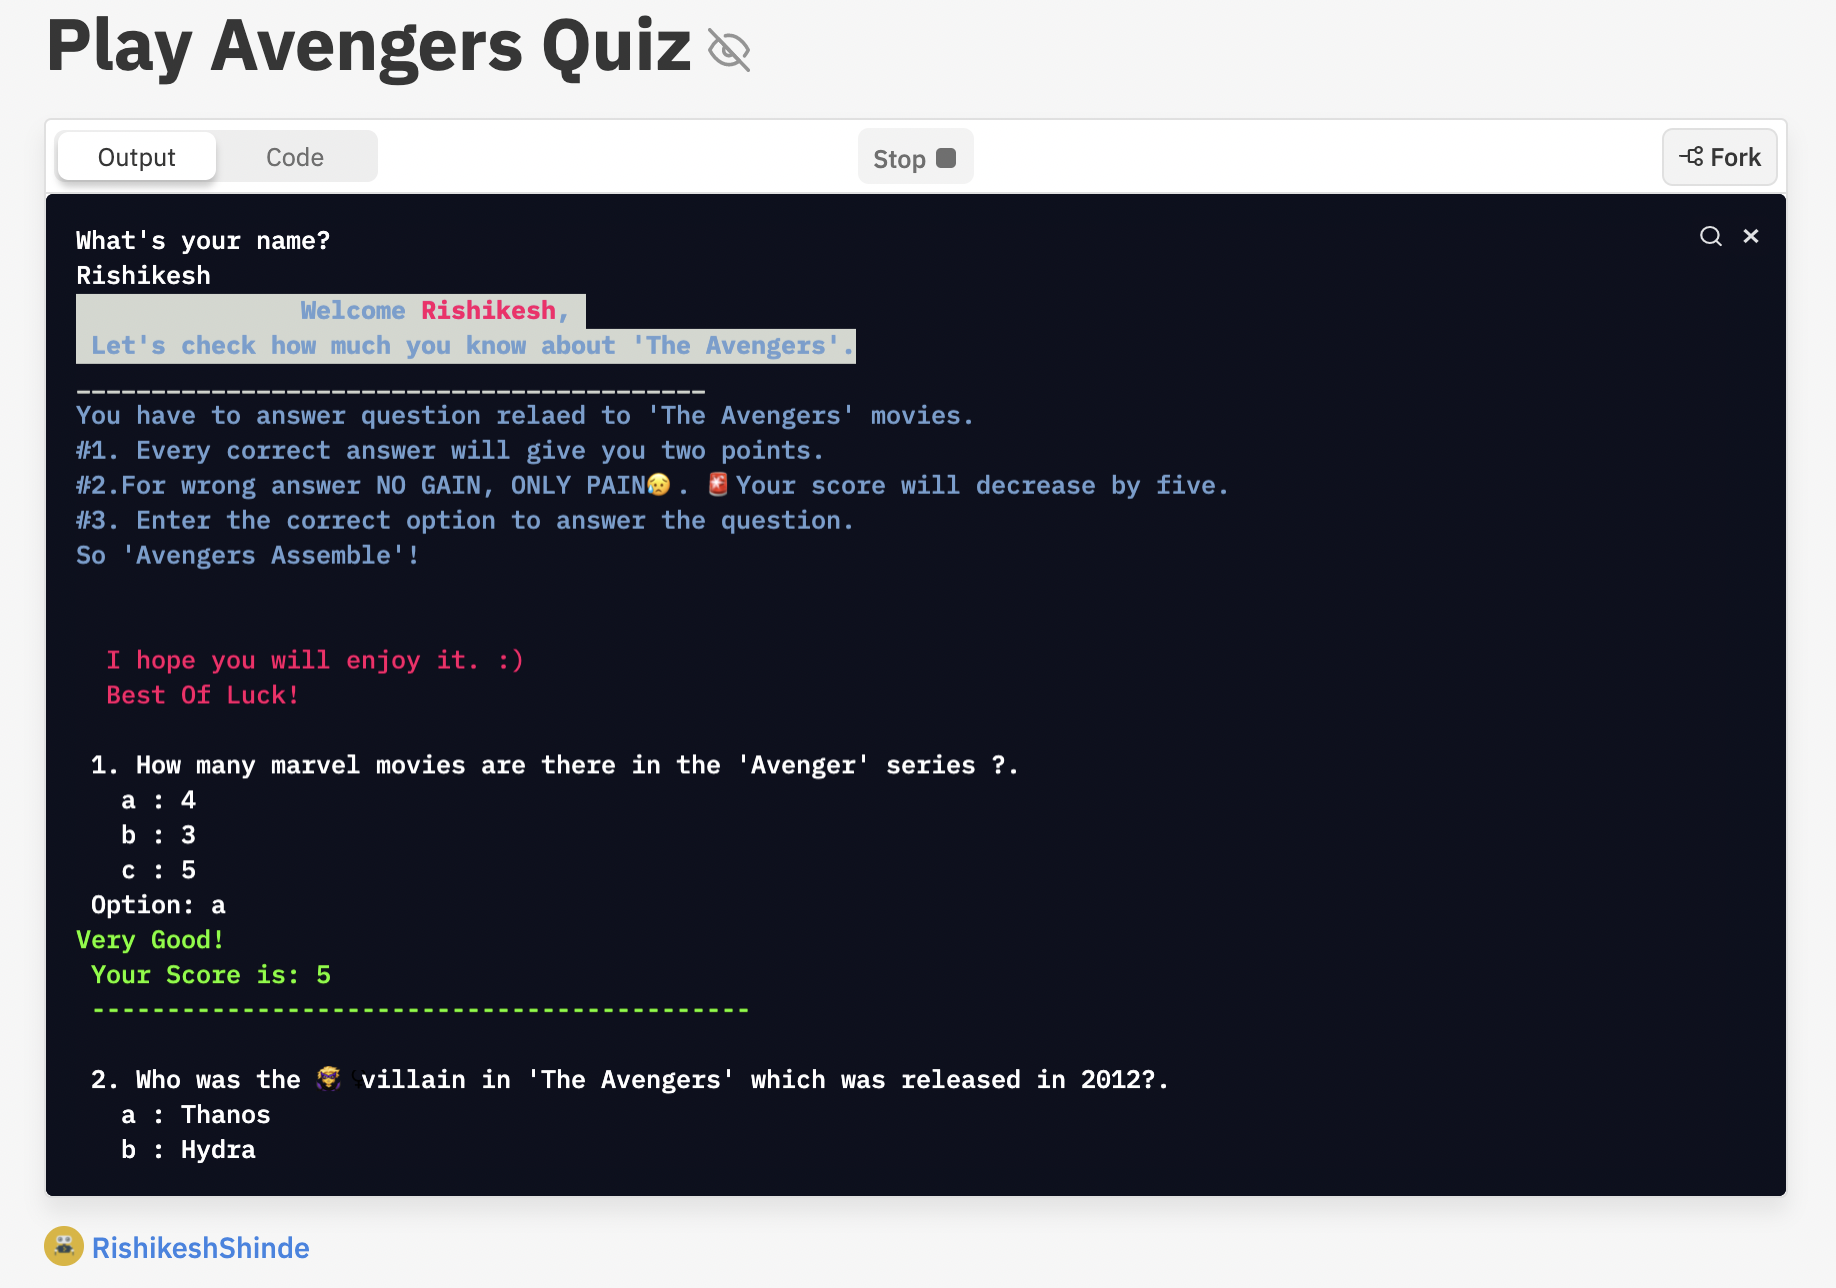 Play Avengers Quiz
Output
Code
Stop
Fork
What's your name?
Rishikesh
Welcome Rishikesh,
Let's check how much you know about 'The Avengers'.
__________________________________________
You have to answer question relaed to 'The Avengers' movies.
#1. Every correct answer will give you two points.
#2.For wrong answer NO GAIN, ONLY PAIN😥. 🚨Your score will decrease by five.
#3. Enter the correct option to answer the question.
So 'Avengers Assemble'!
I hope you will enjoy it. :)
Best Of Luck!
1. How many marvel movies are there in the 'Avenger' series ?.
a : 4
b : 3
c : 5
Option: a
Very Good!
Your Score is: 5
--------------------------------------------
2. Who was the 🦹 villain in 'The Avengers' which was released in 2012?.
a : Thanos
b : Hydra
RishikeshShinde